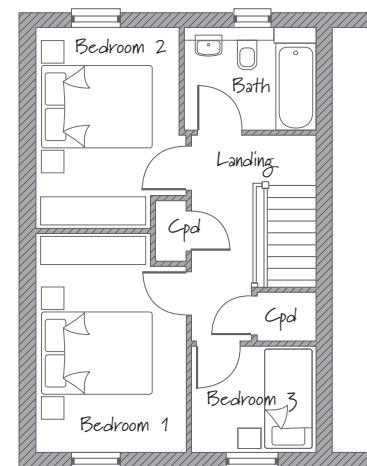 Bedroom 2
Bath
Landing
Cpd
Cpd
Bedroom 3
Bedroom 1